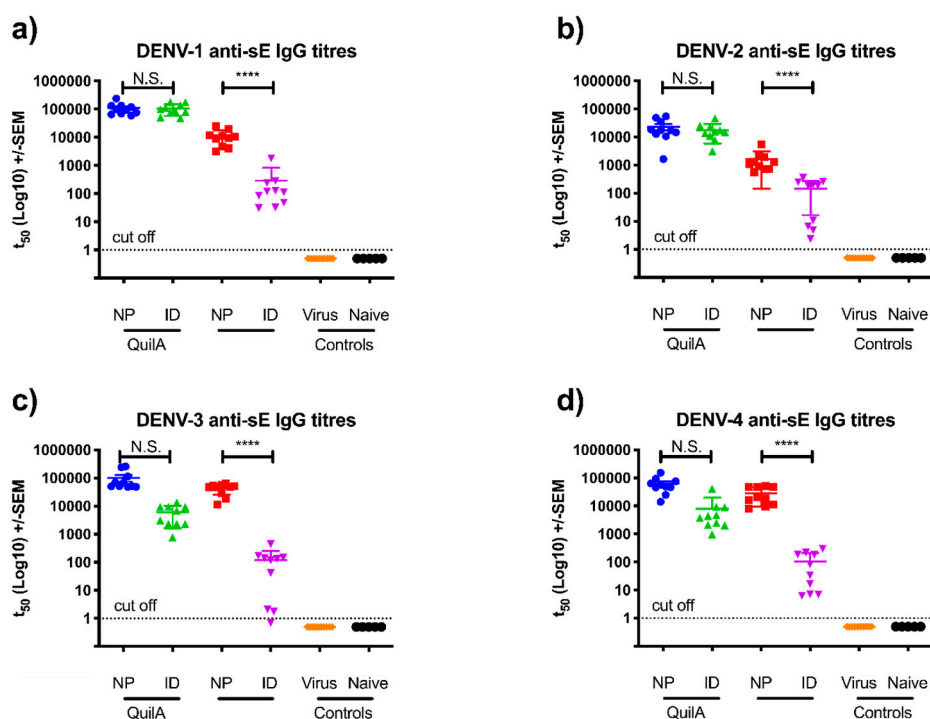 a)
DENV-1 anti-sE IgG titres
N.S. ****
1000000
100000
10000
1000
100
10
1
t50 (Log10) +/-SEM
cut off
NP ID NP ID Virus Naive
QuilA Controls
b)
DENV-2 anti-sE IgG titres
N.S. ****
1000000
100000
10000
1000
100
10
1
t50 (Log10) +/-SEM
cut off
NP ID NP ID Virus Naive
QuilA Controls
c)
DENV-3 anti-sE IgG titres
N.S. ****
1000000
100000
10000
1000
100
10
1
t50 (Log10) +/-SEM
cut off
NP ID NP ID Virus Naive
QuilA Controls
d)
DENV-4 anti-sE IgG titres
N.S. ****
1000000
100000
10000
1000
100
10
1
t50 (Log10) +/-SEM
cut off
NP ID NP ID Virus Naive
QuilA Controls